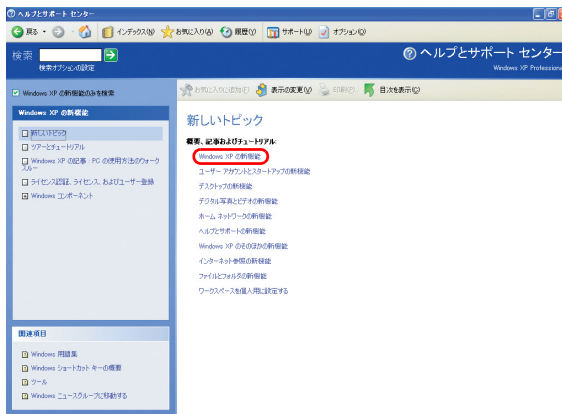 ヘルプとサポート センター
戻る
インデックス(N)
お気に入り(A)
履歴(Y)
サポート(U)
オプション(O)
検索
検索オプションの設定
ヘルプとサポート センター
Windows XP Professional
Windows XP の新機能のみを検索
お気に入りに追加(F)
表示の変更(V)
印刷(P)
目次を表示(C)
Windows XP の新機能
新しいトピック
ツアーとチュートリアル
Windows XP の記事 : PC の使用方法のウォーク
スルー
ライセンス認証、ライセンス、およびユーザー登録
Windows コンポーネント
新しいトピック
概要、記事およびチュートリアル:
Windows XP の新機能
ユーザー アカウントとスタートアップの新機能
デスクトップの新機能
デジタル写真とビデオの新機能
ホーム ネットワークの新機能
ヘルプとサポートの新機能
Windows XP のそのほかの新機能
インターネット参照の新機能
ファイルとフォルダの新機能
ワークスペースを個人用に設定する
関連項目
Windows 用語集
Windows ショートカット キーの概要
ツール
Windows ニュースグループに移動する